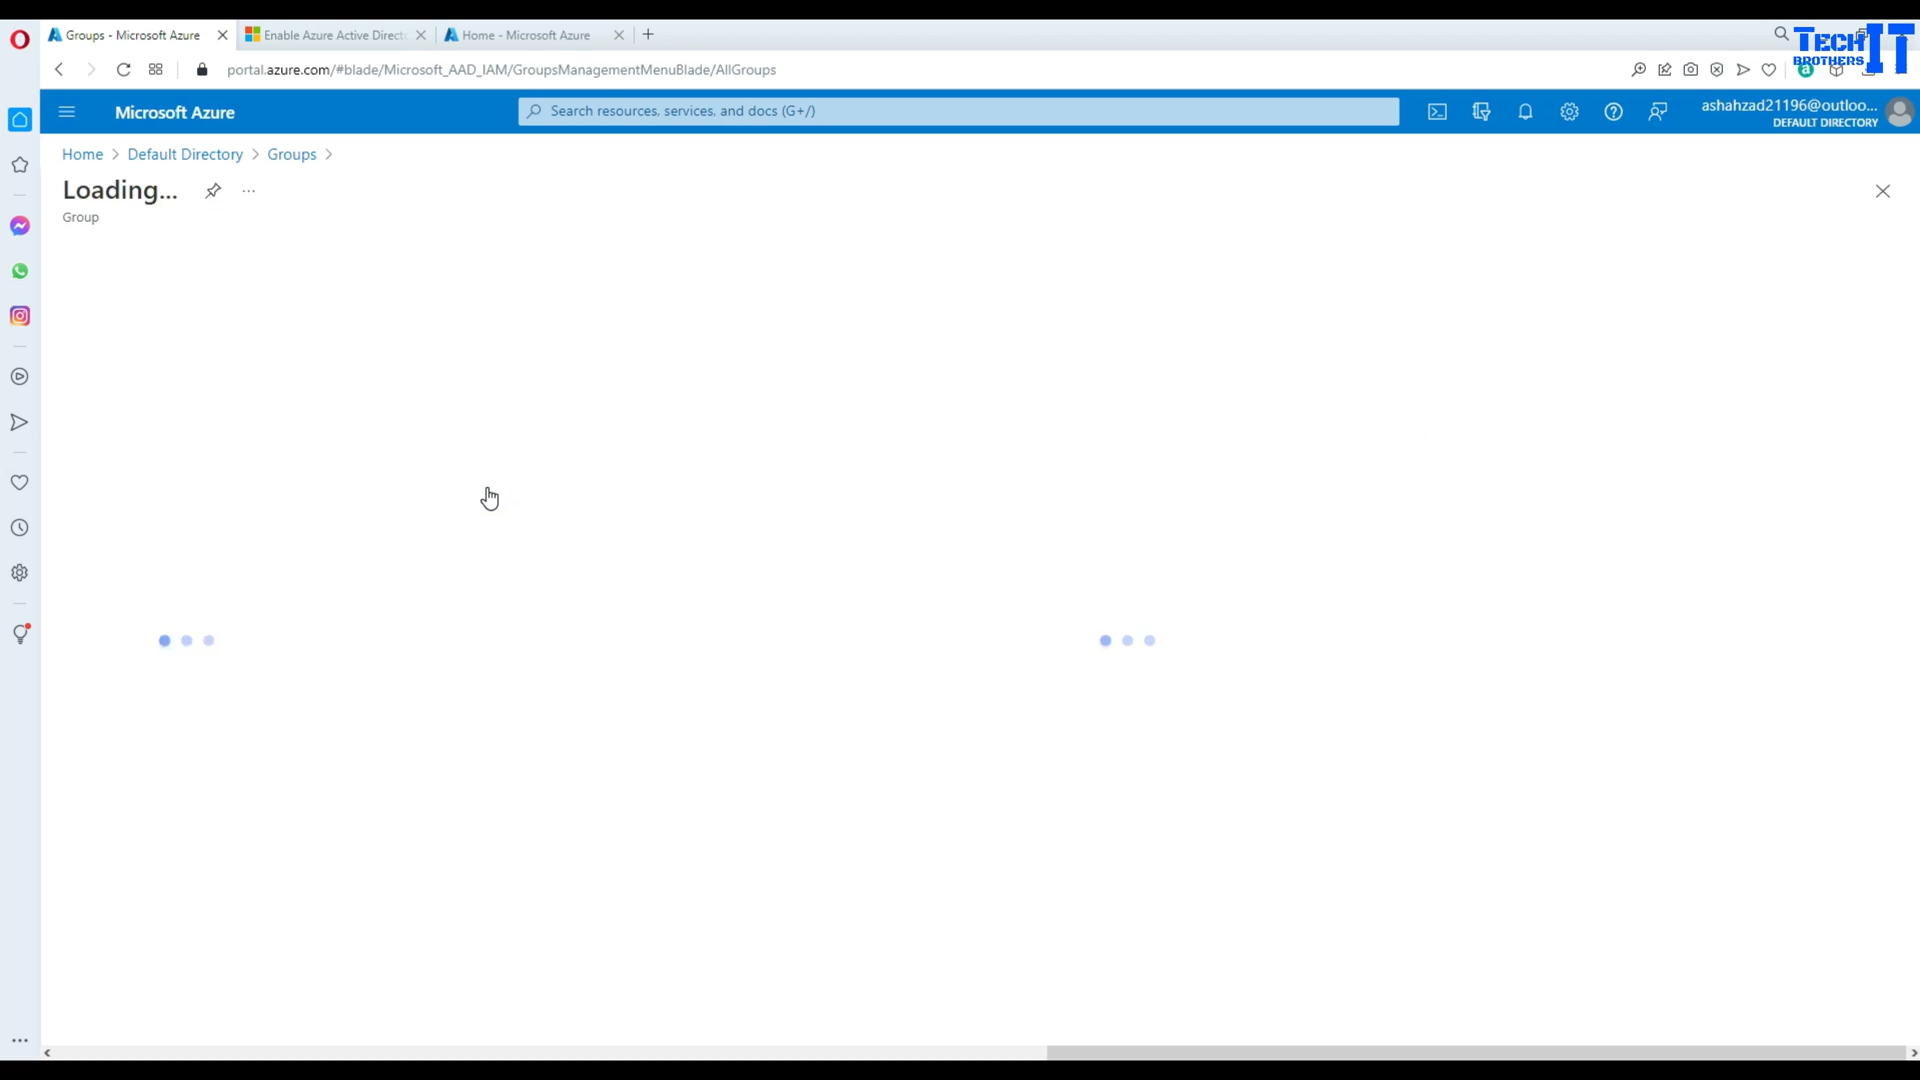 Groups - Microsoft Azure
Enable Azure Active Direct
Home - Microsoft Azure
TECH IT
BROTHERS
portal.azure.com/#blade/Microsoft_AAD_IAM/GroupsManagementMenuBlade/AllGroups
Microsoft Azure
Search resources, services, and docs (G+/)
ashahzad21196@outloo...
DEFAULT DIRECTORY
Home > Default Directory > Groups >
Loading...
Group